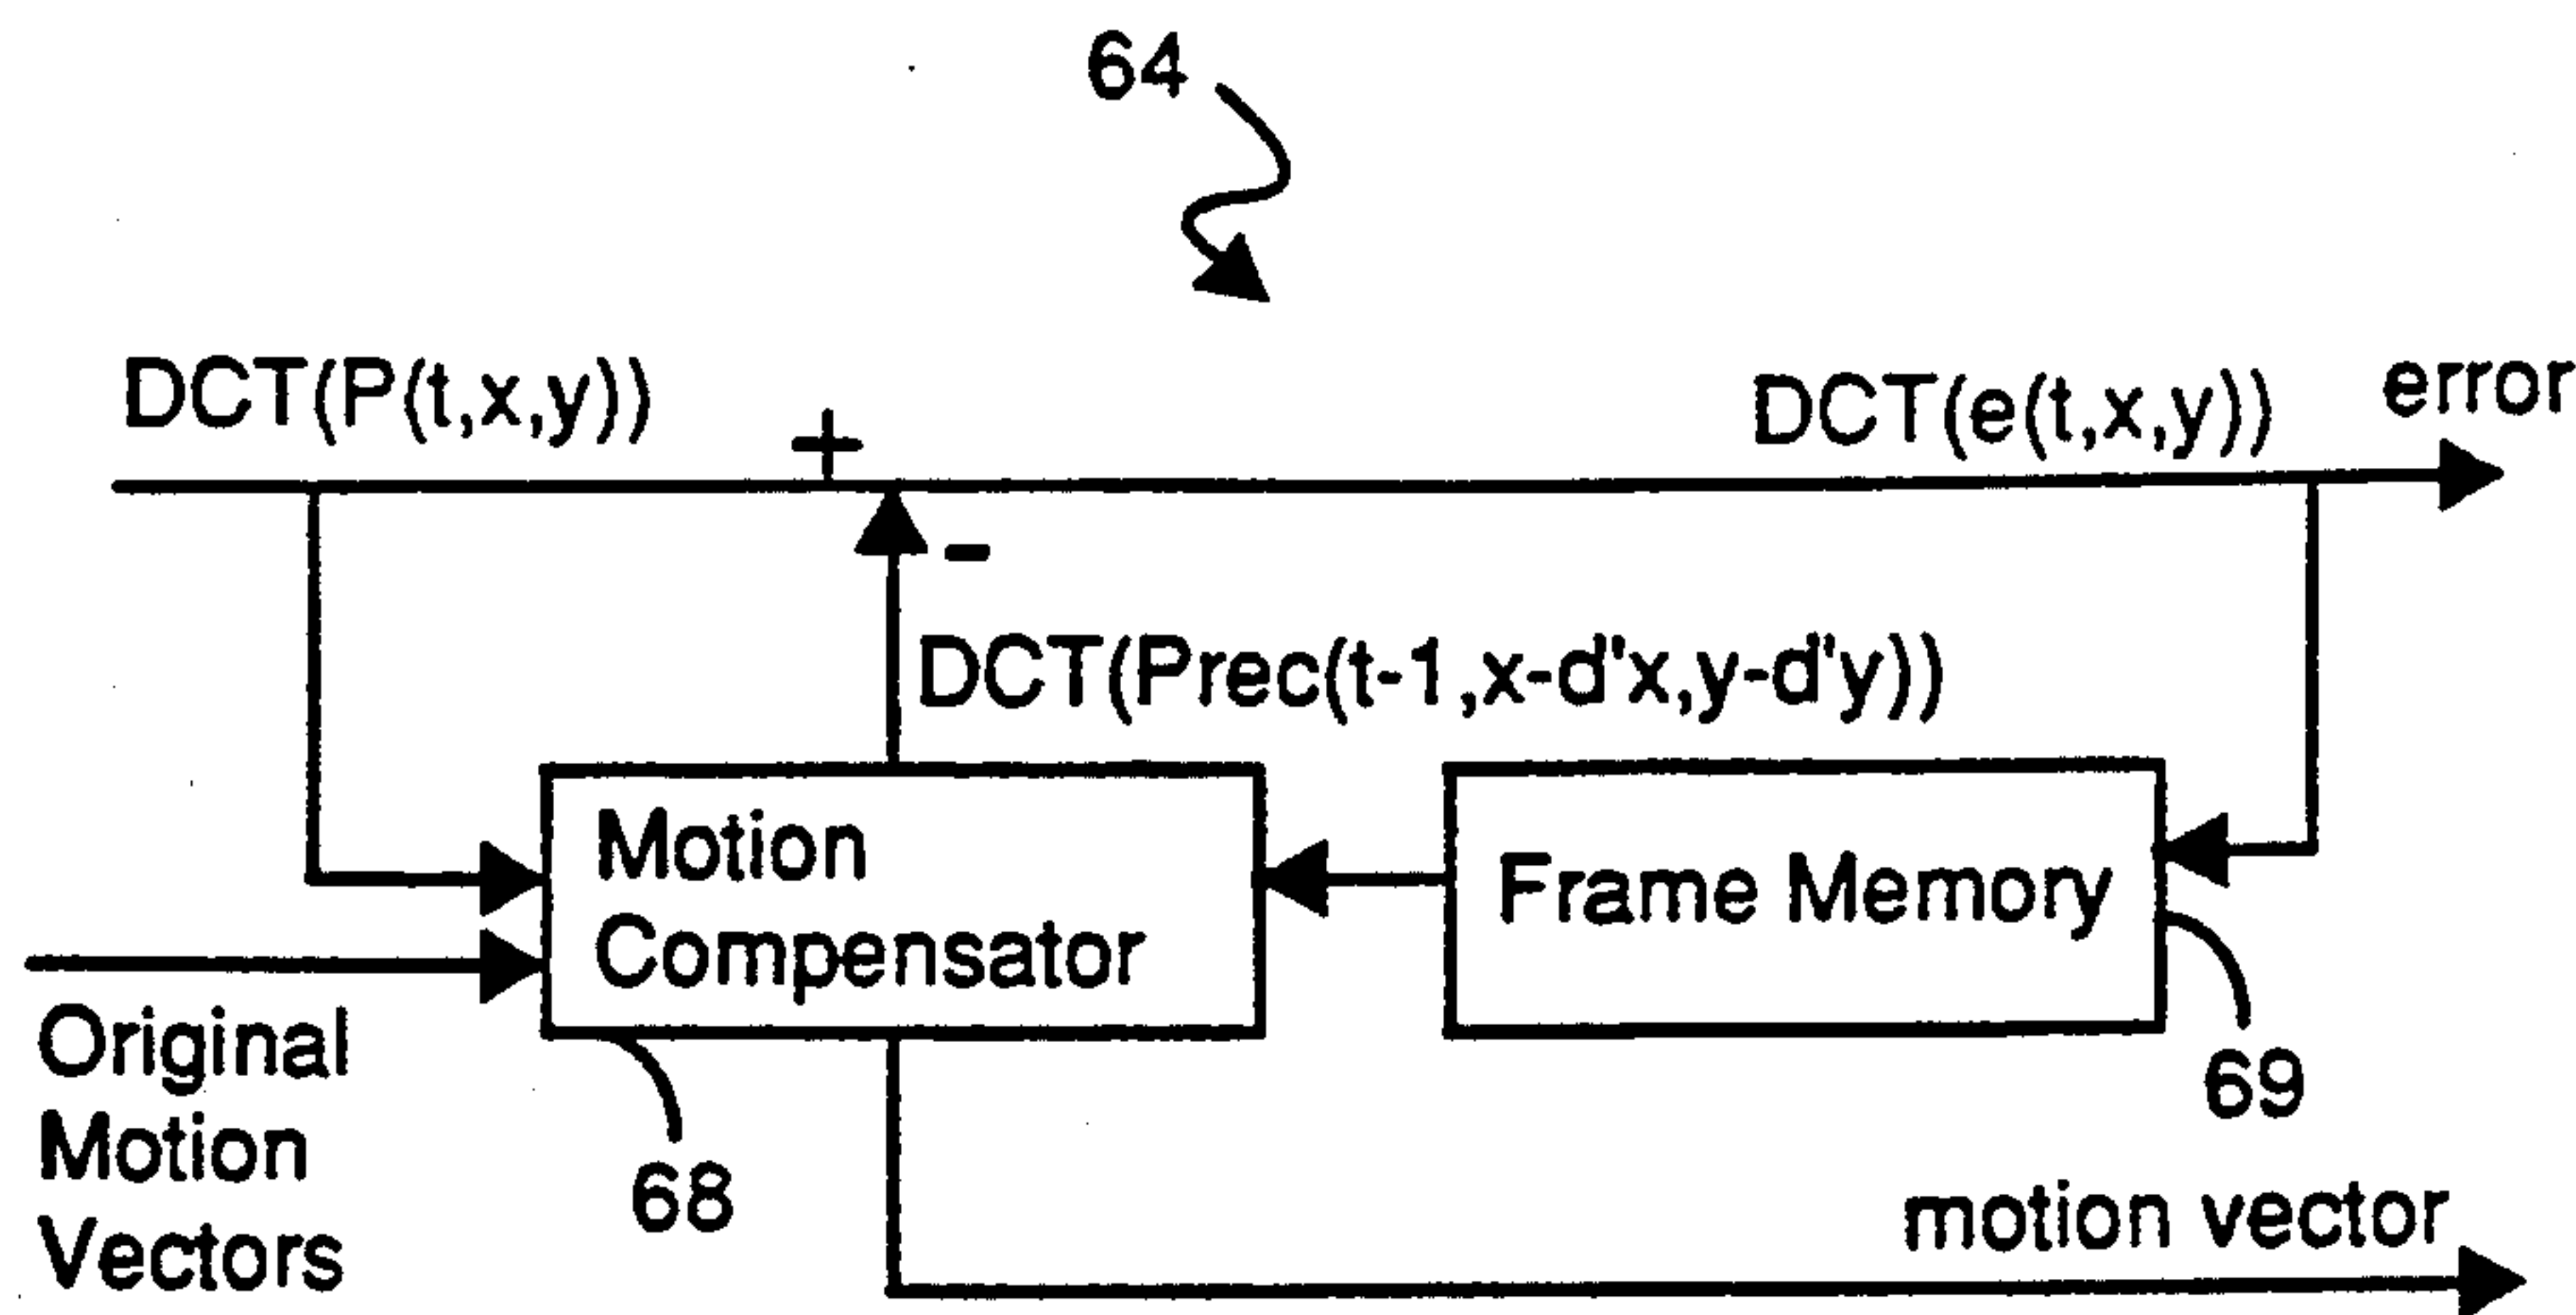 64
DCT(P(t,x,y))
+
DCT(e(t,x,y))
error
-
DCT(Prec(t-1,x-d'x,y-d'y))
Motion
Compensator
Frame Memory
Original
Motion
Vectors
68
69
motion vector